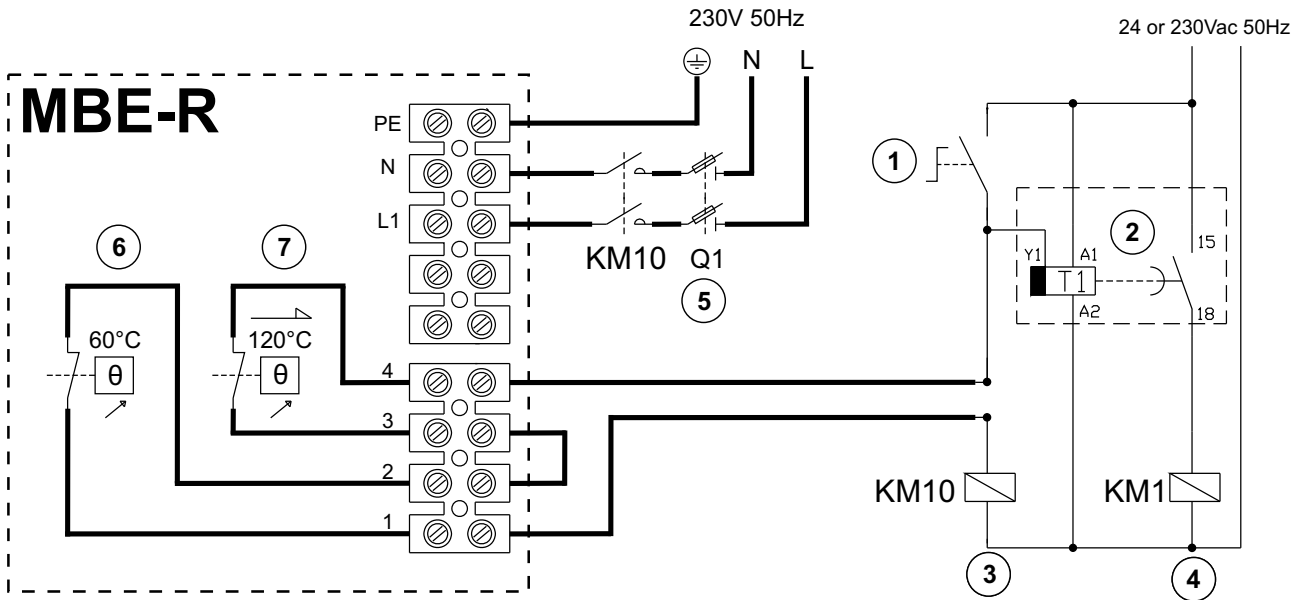 230V 50Hz
24 or 230Vac 50Hz
N L
MBE-R
PE
N
L1
1
2
15
Y1 A1
T1
A2
18
KM10 Q1
5
6
7
60°C
θ
120°C
θ
4
3
2
1
KM10
KM1
3
4